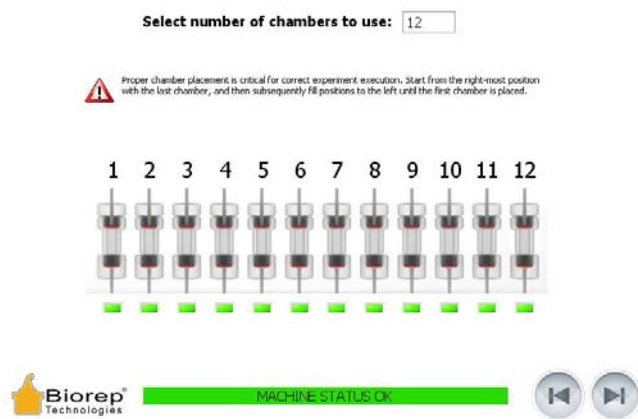 Select number of chambers to use: 12
Proper chamber placement is critical for correct experiment execution. Start from the right-most position
with the last chamber, and then subsequently fill positions to the left until the first chamber is placed.
1 2 3 4 5 6 7 8 9 10 11 12
Biorep®
Technologies
MACHINE STATUS OK